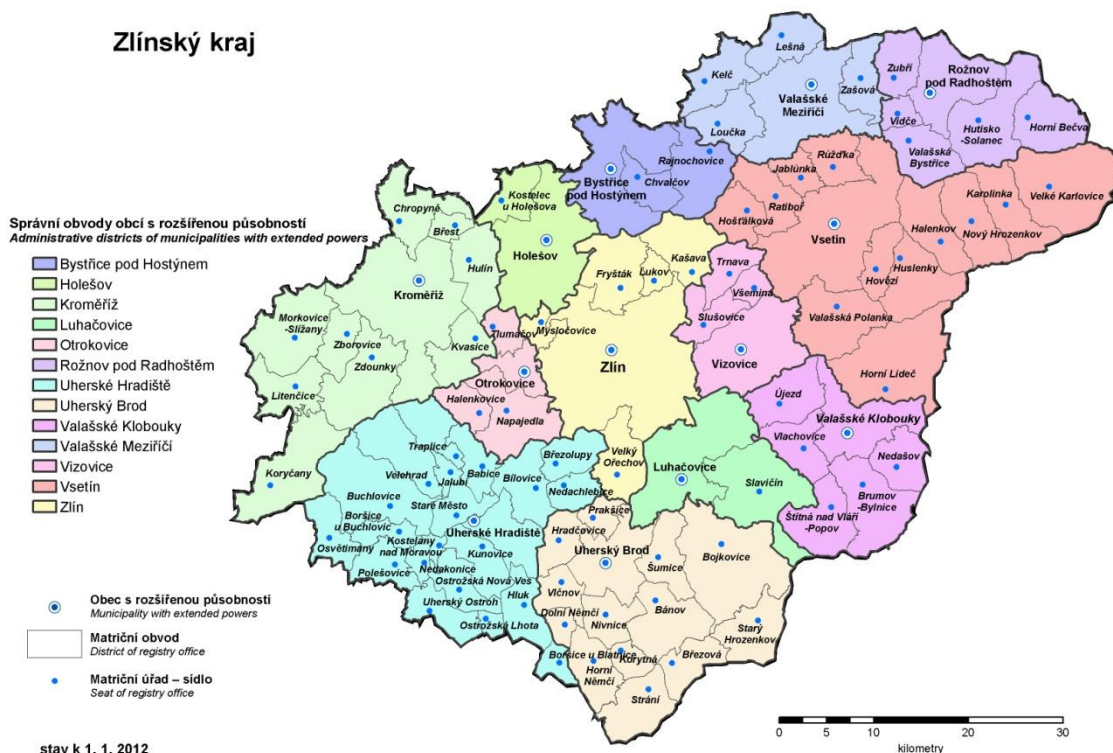 Zlínský kraj
Správní obvody obcí s rozšířenou působností
Administrative districts of municipalities with extended powers
Bystřice pod Hostýnem
Holešov
Kroměříž
Luhačovice
Otrokovice
Rožnov pod Radhoštěm
Uherské Hradiště
Uherský Brod
Valašské Klobouky
Valašské Meziříčí
Vizovice
Vsetín
Zlín
Obec s rozšířenou působností
Municipality with extended powers
Matriční obvod
District of registry office
Matriční úřad – sídlo
Seat of registry office
stav k 1. 1. 2012
Lešná
Kelč
Zašová
Valašské
Meziříčí
Loučka
Zubří
Rožnov
pod Radhoštěm
Vidče
Hutisko
-Solanec
Horní Bečva
Valašská
Bystřice
Rajnochovice
Bystřice
pod Hostýnem
Chvalčov
Jablůnka
Růžďka
Ratiboř
Hošťálková
Vsetín
Karolinka
Velké Karlovice
Halenkov
Nový Hrozenkov
Huslenky
Hovězí
Valašská Polanka
Horní Lideč
Kostelec
u Holešova
Holešov
Chropyně
Břest
Hulín
Kroměříž
Morkovice
-Slížany
Zborovice
Zdounky
Kvasice
Litenčice
Koryčany
Tlumačov
Otrokovice
Halenkovice
Napajedla
Fryšták
Lukov
Kašava
Mysločovice
Zlín
Velký
Ořechov
Trnava
Všemina
Slušovice
Vizovice
Újezd
Valašské Klobouky
Vlachovice
Nedašov
Brumov
-Bylnice
Štítná nad Vláří
-Popov
Luhačovice
Slavičín
Traplice
Velehrad
Jalubí
Babice
Březolupy
Bílovice
Nedachlebice
Buchlovice
Staré Město
Boršice
u Buchlovic
Uherské Hradiště
Osvětimany
Kostelany
nad Moravou
Kunovice
Nedakonice
Polešovice
Ostrožská Nová Ves
Hluk
Uherský Ostroh
Ostrožská Lhota
Boršice u Blatnice
Prakšice
Hradčovice
Uherský Brod
Šumice
Bojkovice
Vlčnov
Bánov
Dolní Němčí
Nivnice
Starý
Hrozenkov
Korytná
Březová
Horní
Němčí
Strání
0
5
10
20
30
kilometry